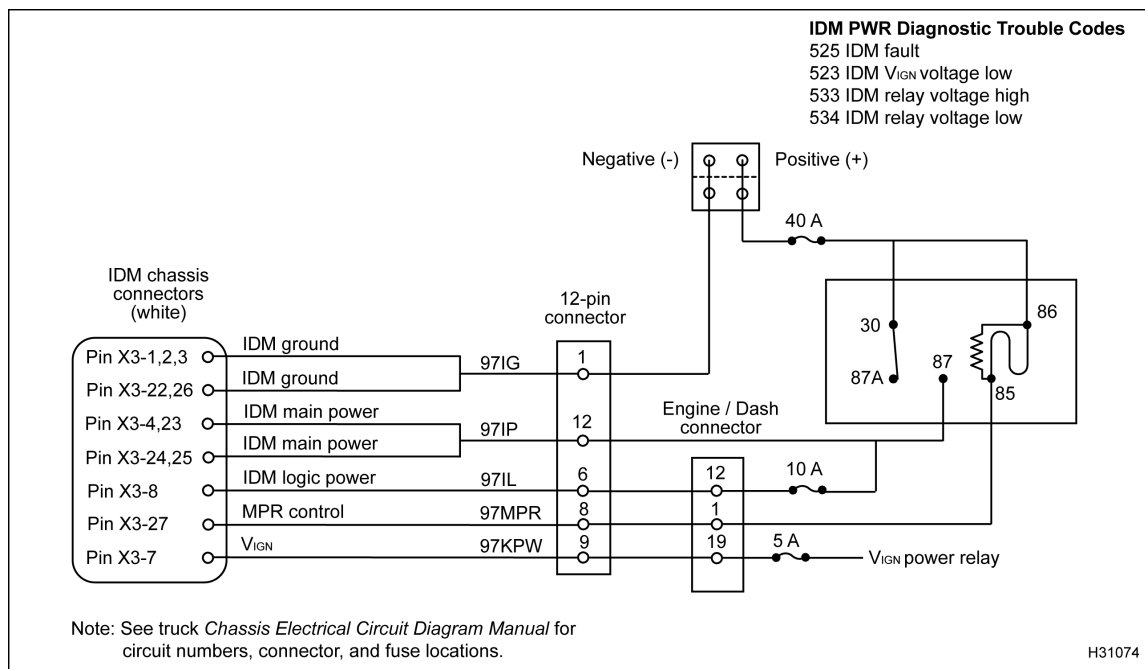 IDM PWR Diagnostic Trouble Codes
525 IDM fault
523 IDM VIGN voltage low
533 IDM relay voltage high
534 IDM relay voltage low
Negative (-)
Positive (+)
40 A
IDM chassis
connectors
(white)
12-pin
connector
30
86
87
87A
85
Pin X3-1,2,3
IDM ground
97IG
1
Pin X3-22,26
IDM ground
Pin X3-4,23
IDM main power
97IP
12
Engine / Dash
connector
Pin X3-24,25
IDM main power
Pin X3-8
IDM logic power
97IL
6
12
10 A
Pin X3-27
MPR control
97MPR
8
1
Pin X3-7
VIGN
97KPW
9
19
5 A
VIGN power relay
Note: See truck Chassis Electrical Circuit Diagram Manual for
circuit numbers, connector, and fuse locations.
H31074